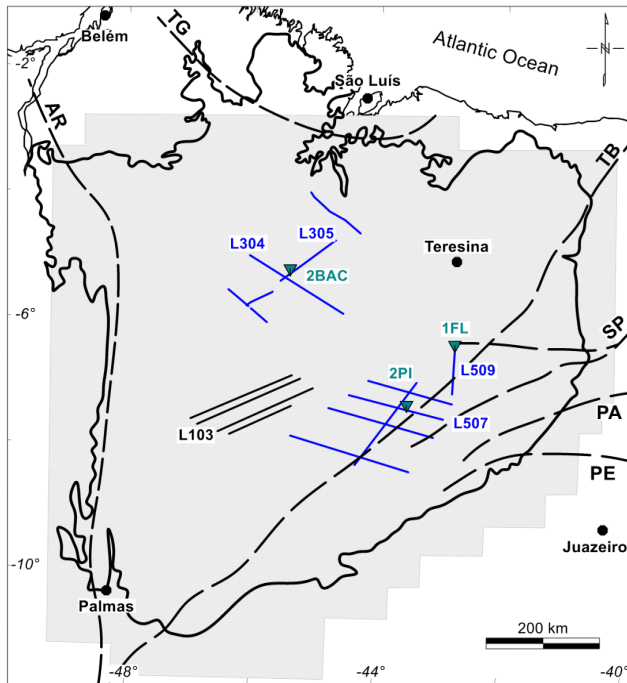 Belém
TG
Atlantic Ocean
N
-2°
São Luís
AR
TB
L305
L304
Teresina
2BAC
-6°
1FL
SP
2PI
L509
PA
L507
L103
PE
Juazeiro
-10°
Palmas
200 km
-48°
-44°
-40°